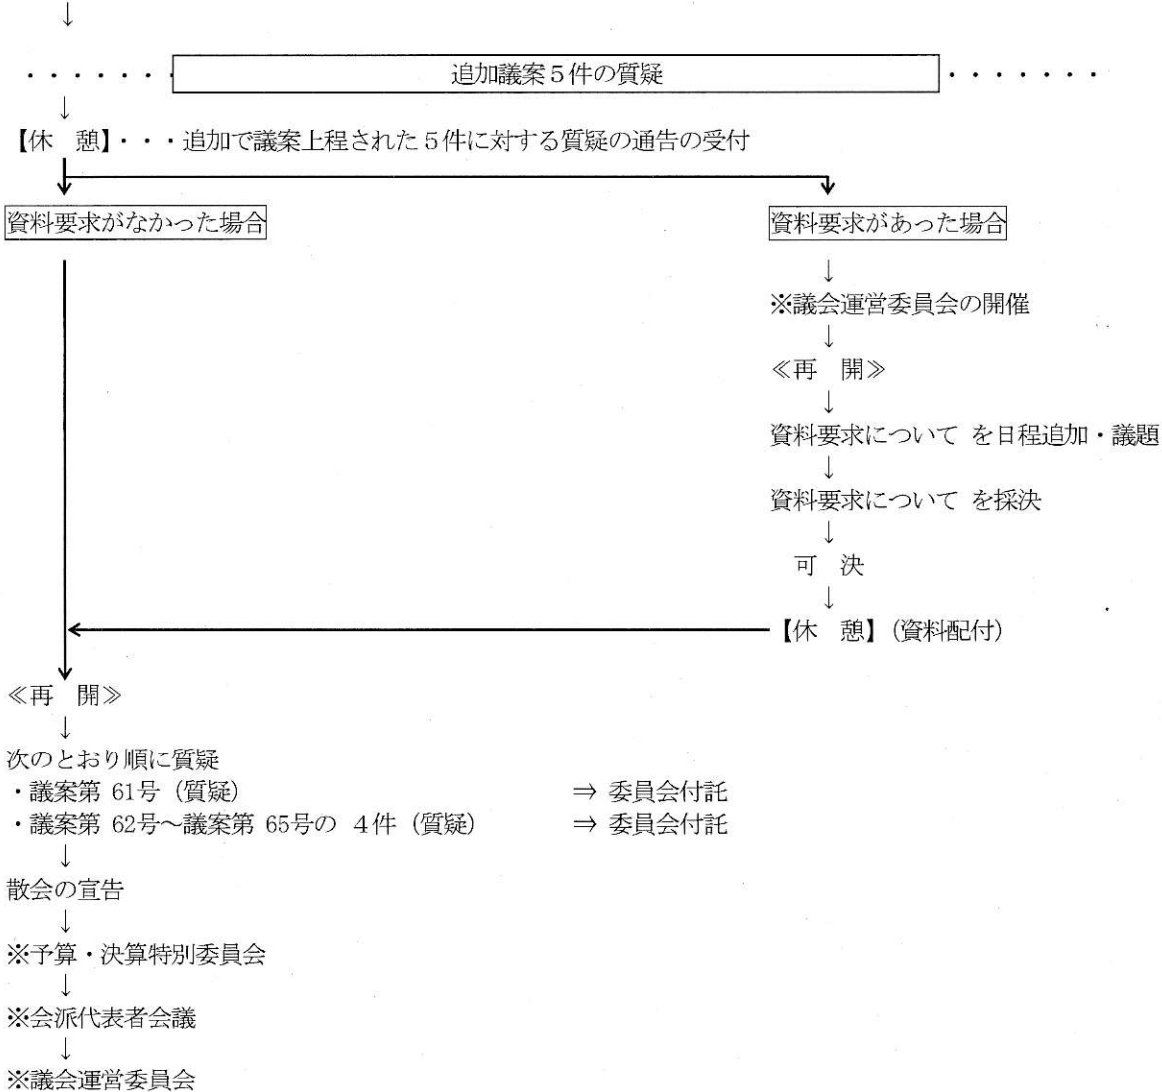 ↓
・・・・・・・追加議案５件の質疑・・・・・・・
↓
【休　憩】・・・追加で議案上程された５件に対する質疑の通告の受付
資料要求がなかった場合
資料要求があった場合
↓
※議会運営委員会の開催
↓
≪再　開≫
↓
資料要求について を日程追加・議題
↓
資料要求について を採決
↓
可　決
↓
【休　憩】（資料配付）
≪再　開≫
↓
次のとおり順に質疑
・議案第 61号（質疑）　⇒ 委員会付託
・議案第 62号～議案第 65号の ４件（質疑）　⇒ 委員会付託
↓
散会の宣告
↓
※予算・決算特別委員会
↓
※会派代表者会議
↓
※議会運営委員会